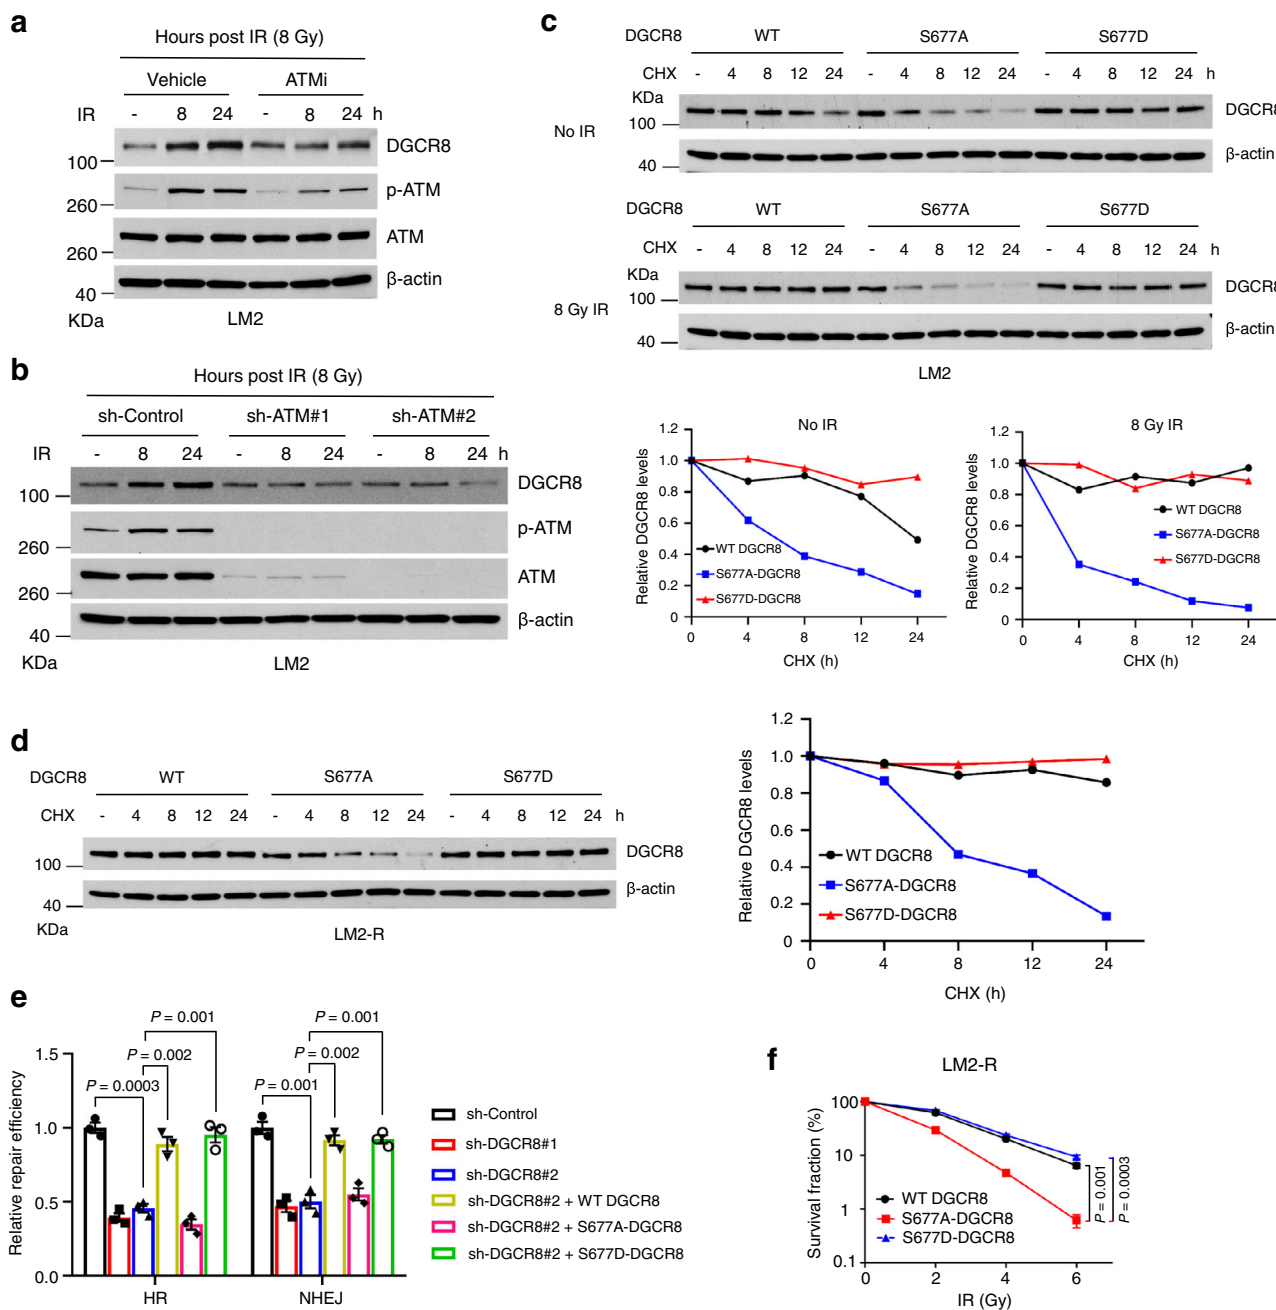 a
Hours post IR (8 Gy)
Vehicle ATMi
IR - 8 24 - 8 24 h
DGCR8
100
p-ATM
260
ATM
260
β-actin
40
KDa LM2
b
Hours post IR (8 Gy)
sh-Control sh-ATM#1 sh-ATM#2
IR - 8 24 - 8 24 - 8 24 h
DGCR8
100
p-ATM
260
ATM
260
β-actin
40
KDa LM2
c
DGCR8 WT S677A S677D
CHX - 4 8 12 24 - 4 8 12 24 - 4 8 12 24 h
KDa
DGCR8
100
No IR
β-actin
40
DGCR8 WT S677A S677D
CHX - 4 8 12 24 - 4 8 12 24 - 4 8 12 24 h
KDa
DGCR8
100
8 Gy IR
β-actin
40
LM2
No IR
Relative DGCR8 levels
1.2
1.0
0.8
0.6
0.4
0.2
0
WT DGCR8
S677A-DGCR8
S677D-DGCR8
0 4 8 12 24
CHX (h)
8 Gy IR
Relative DGCR8 levels
1.2
1.0
0.8
0.6
0.4
0.2
0
WT DGCR8
S677A-DGCR8
S677D-DGCR8
0 4 8 12 24
CHX (h)
d
DGCR8 WT S677A S677D
CHX - 4 8 12 24 - 4 8 12 24 - 4 8 12 24 h
DGCR8
100
β-actin
40
KDa
LM2-R
Relative DGCR8 levels
1.2
1.0
0.8
0.6
0.4
0.2
0
WT DGCR8
S677A-DGCR8
S677D-DGCR8
0 4 8 12 24
CHX (h)
e
Relative repair efficiency
1.5
1.0
0.5
0.0
P = 0.001
P = 0.002
P = 0.0003
P = 0.001
P = 0.002
P = 0.001
HR NHEJ
sh-Control
sh-DGCR8#1
sh-DGCR8#2
sh-DGCR8#2 + WT DGCR8
sh-DGCR8#2 + S677A-DGCR8
sh-DGCR8#2 + S677D-DGCR8
f
LM2-R
Survival fraction (%)
100
10
1
0.1
WT DGCR8
S677A-DGCR8
S677D-DGCR8
P = 0.001
P = 0.0003
0 2 4 6
IR (Gy)